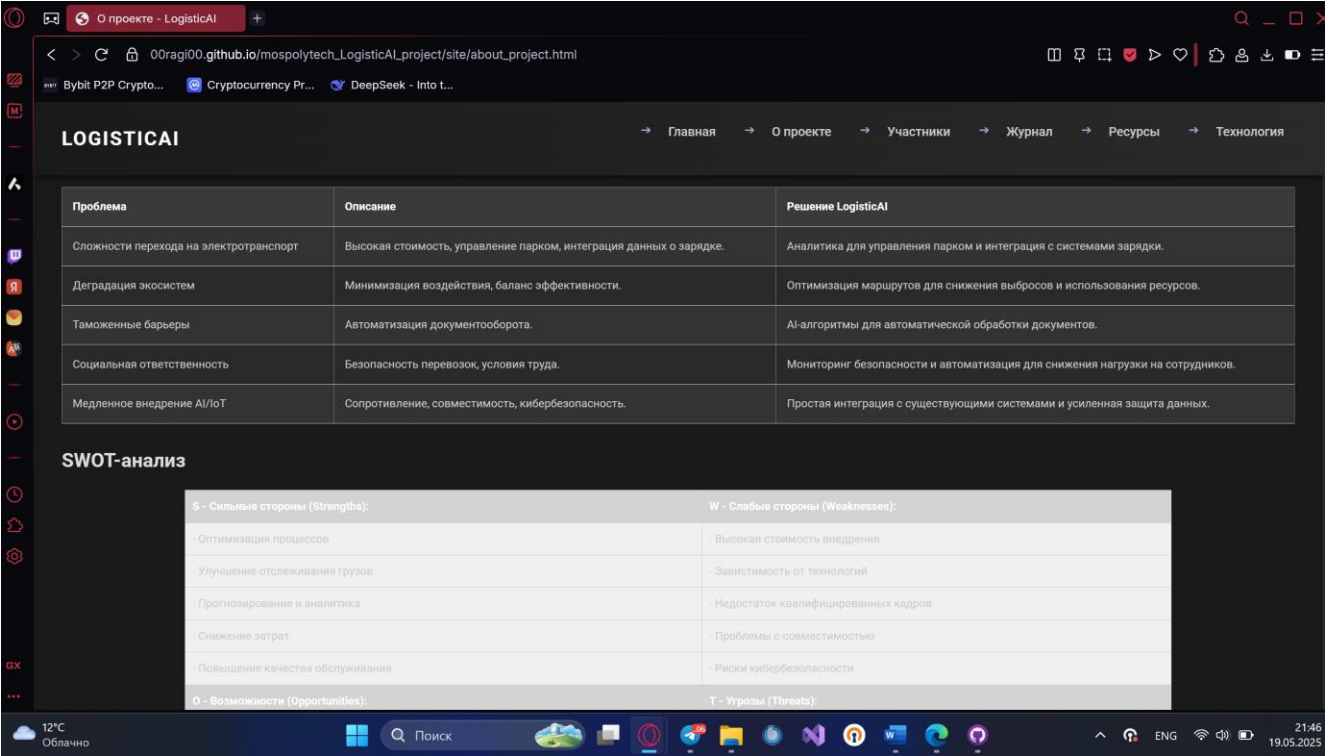 О проекте - LogisticAI
00ragi00.github.io/mospolytech_LogisticAI_project/site/about_project.html
Bybit P2P Crypto... Cryptocurrency Pr... DeepSeek - Into t...
LOGISTICAI
→ Главная → О проекте → Участники → Журнал → Ресурсы → Технология
Проблема Описание Решение LogisticAI
Сложности перехода на электротранспорт Высокая стоимость, управление парком, интеграция данных о зарядке. Аналитика для управления парком и интеграция с системами зарядки.
Деградация экосистем Минимизация воздействия, баланс эффективности. Оптимизация маршрутов для снижения выбросов и использования ресурсов.
Таможенные барьеры Автоматизация документооборота. AI-алгоритмы для автоматической обработки документов.
Социальная ответственность Безопасность перевозок, условия труда. Мониторинг безопасности и автоматизация для снижения нагрузки на сотрудников.
Медленное внедрение AI/IoT Сопротивление, совместимость, кибербезопасность. Простая интеграция с существующими системами и усиленная защита данных.
SWOT-анализ
S - Сильные стороны (Strengths): W - Слабые стороны (Weaknesses):
· Оптимизация процессов · Высокая стоимость внедрения
· Улучшение отслеживания грузов · Зависимость от технологий
· Прогнозирование и аналитика · Недостаток квалифицированных кадров
· Снижение затрат · Проблемы с совместимостью
· Повышение качества обслуживания · Риски кибербезопасности
O - Возможности (Opportunities): T - Угрозы (Threats):
GX
12°C
Облачно
Поиск
ENG
21:46
19.05.2025